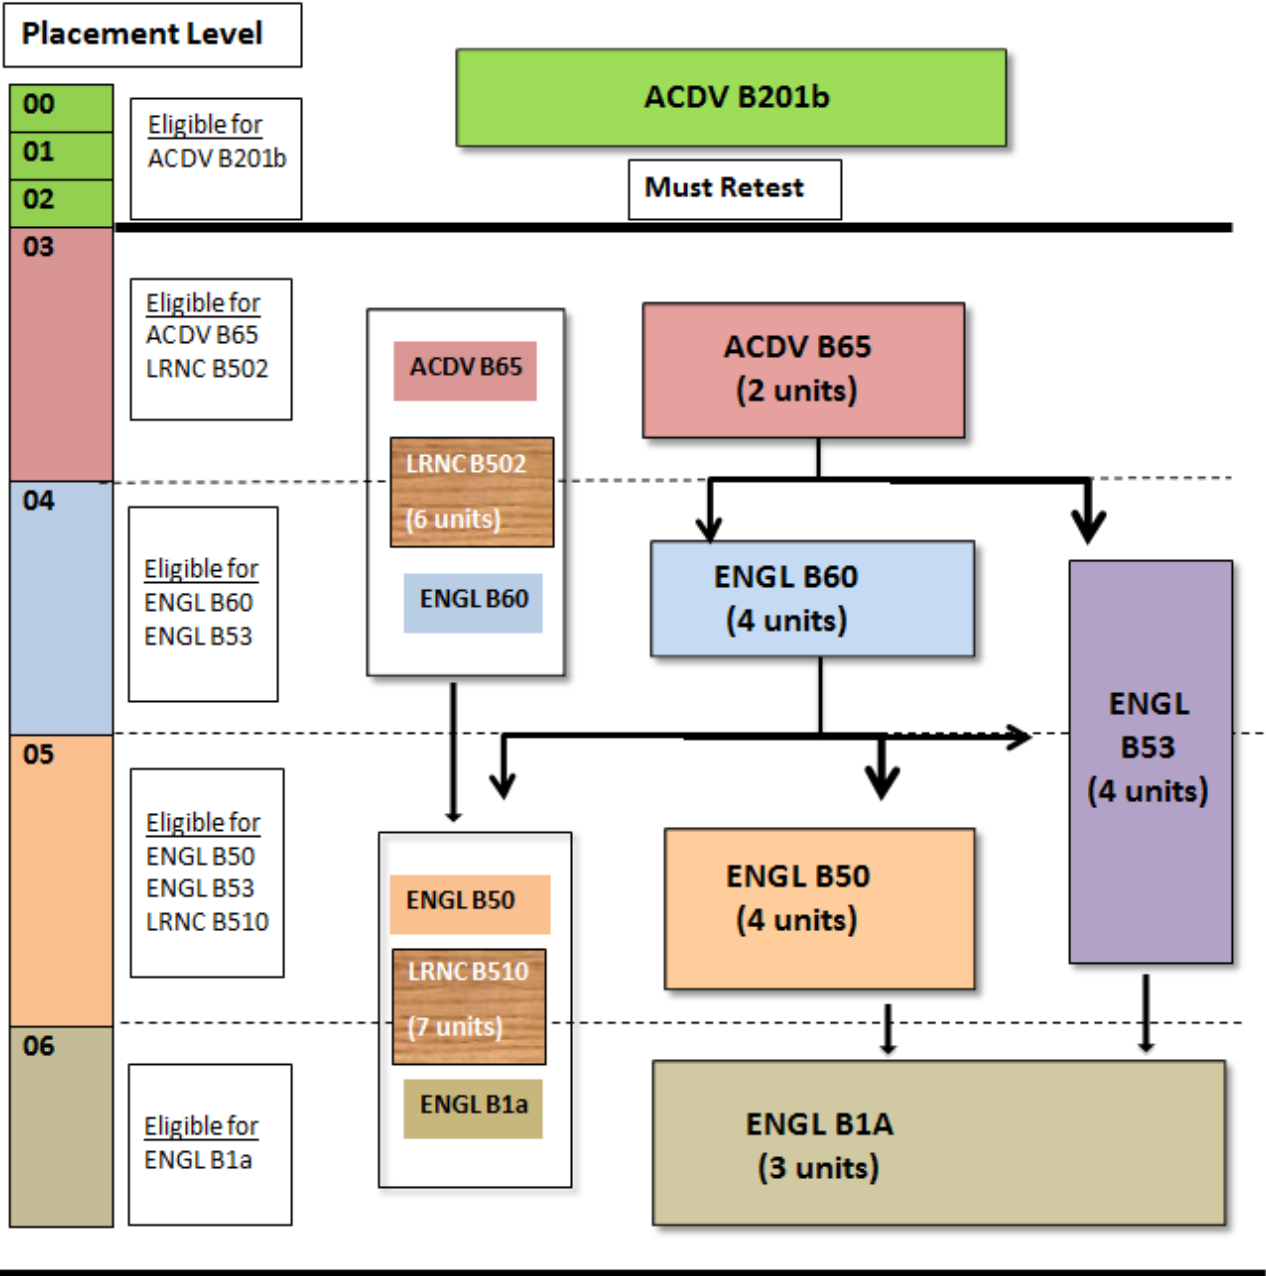 Placement Level
00
01
02
Eligible for
ACDV B201b
ACDV B201b
Must Retest
03
Eligible for
ACDV B65
LRNC B502
ACDV B65
LRNC B502
(6 units)
ENGL B60
ACDV B65
(2 units)
04
Eligible for
ENGL B60
ENGL B53
ENGL B60
(4 units)
ENGL
B53
(4 units)
05
Eligible for
ENGL B50
ENGL B53
LRNC B510
ENGL B50
LRNC B510
(7 units)
ENGL B1a
ENGL B50
(4 units)
06
Eligible for
ENGL B1a
ENGL B1A
(3 units)